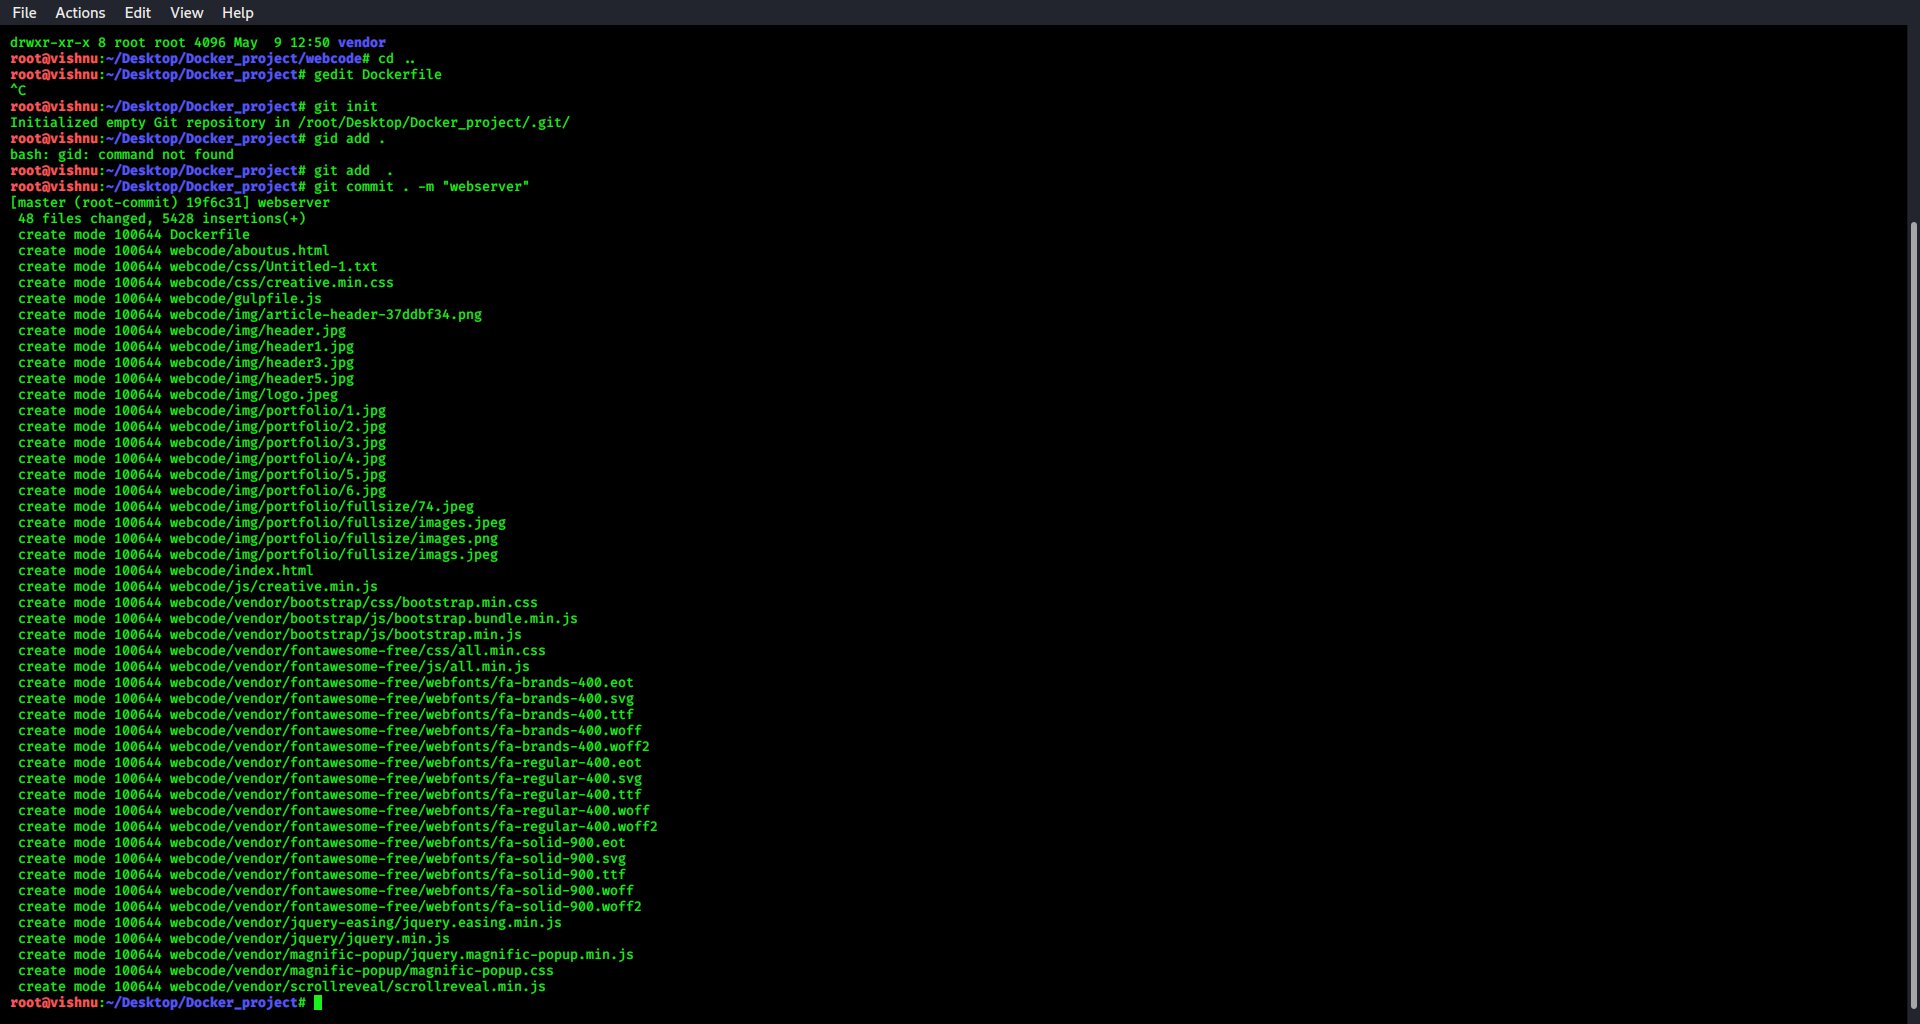 File Actions Edit View Help
drwxr-xr-x 8 root root 4096 May  9 12:50 vendor
root@vishnu:~/Desktop/Docker_project/webcode# cd ..
root@vishnu:~/Desktop/Docker_project# gedit Dockerfile
^C
root@vishnu:~/Desktop/Docker_project# git init
Initialized empty Git repository in /root/Desktop/Docker_project/.git/
root@vishnu:~/Desktop/Docker_project# gid add .
bash: gid: command not found
root@vishnu:~/Desktop/Docker_project# git add  .
root@vishnu:~/Desktop/Docker_project# git commit . -m "webserver"
[master (root-commit) 19f6c31] webserver
 48 files changed, 5428 insertions(+)
 create mode 100644 Dockerfile
 create mode 100644 webcode/aboutus.html
 create mode 100644 webcode/css/Untitled-1.txt
 create mode 100644 webcode/css/creative.min.css
 create mode 100644 webcode/gulpfile.js
 create mode 100644 webcode/img/article-header-37ddbf34.png
 create mode 100644 webcode/img/header.jpg
 create mode 100644 webcode/img/header1.jpg
 create mode 100644 webcode/img/header3.jpg
 create mode 100644 webcode/img/header5.jpg
 create mode 100644 webcode/img/logo.jpeg
 create mode 100644 webcode/img/portfolio/1.jpg
 create mode 100644 webcode/img/portfolio/2.jpg
 create mode 100644 webcode/img/portfolio/3.jpg
 create mode 100644 webcode/img/portfolio/4.jpg
 create mode 100644 webcode/img/portfolio/5.jpg
 create mode 100644 webcode/img/portfolio/6.jpg
 create mode 100644 webcode/img/portfolio/fullsize/74.jpeg
 create mode 100644 webcode/img/portfolio/fullsize/images.jpeg
 create mode 100644 webcode/img/portfolio/fullsize/images.png
 create mode 100644 webcode/img/portfolio/fullsize/imags.jpeg
 create mode 100644 webcode/index.html
 create mode 100644 webcode/js/creative.min.js
 create mode 100644 webcode/vendor/bootstrap/css/bootstrap.min.css
 create mode 100644 webcode/vendor/bootstrap/js/bootstrap.bundle.min.js
 create mode 100644 webcode/vendor/bootstrap/js/bootstrap.min.js
 create mode 100644 webcode/vendor/fontawesome-free/css/all.min.css
 create mode 100644 webcode/vendor/fontawesome-free/js/all.min.js
 create mode 100644 webcode/vendor/fontawesome-free/webfonts/fa-brands-400.eot
 create mode 100644 webcode/vendor/fontawesome-free/webfonts/fa-brands-400.svg
 create mode 100644 webcode/vendor/fontawesome-free/webfonts/fa-brands-400.ttf
 create mode 100644 webcode/vendor/fontawesome-free/webfonts/fa-brands-400.woff
 create mode 100644 webcode/vendor/fontawesome-free/webfonts/fa-brands-400.woff2
 create mode 100644 webcode/vendor/fontawesome-free/webfonts/fa-regular-400.eot
 create mode 100644 webcode/vendor/fontawesome-free/webfonts/fa-regular-400.svg
 create mode 100644 webcode/vendor/fontawesome-free/webfonts/fa-regular-400.ttf
 create mode 100644 webcode/vendor/fontawesome-free/webfonts/fa-regular-400.woff
 create mode 100644 webcode/vendor/fontawesome-free/webfonts/fa-regular-400.woff2
 create mode 100644 webcode/vendor/fontawesome-free/webfonts/fa-solid-900.eot
 create mode 100644 webcode/vendor/fontawesome-free/webfonts/fa-solid-900.svg
 create mode 100644 webcode/vendor/fontawesome-free/webfonts/fa-solid-900.ttf
 create mode 100644 webcode/vendor/fontawesome-free/webfonts/fa-solid-900.woff
 create mode 100644 webcode/vendor/fontawesome-free/webfonts/fa-solid-900.woff2
 create mode 100644 webcode/vendor/jquery-easing/jquery.easing.min.js
 create mode 100644 webcode/vendor/jquery/jquery.min.js
 create mode 100644 webcode/vendor/magnific-popup/jquery.magnific-popup.min.js
 create mode 100644 webcode/vendor/magnific-popup/magnific-popup.css
 create mode 100644 webcode/vendor/scrollreveal/scrollreveal.min.js
root@vishnu:~/Desktop/Docker_project#